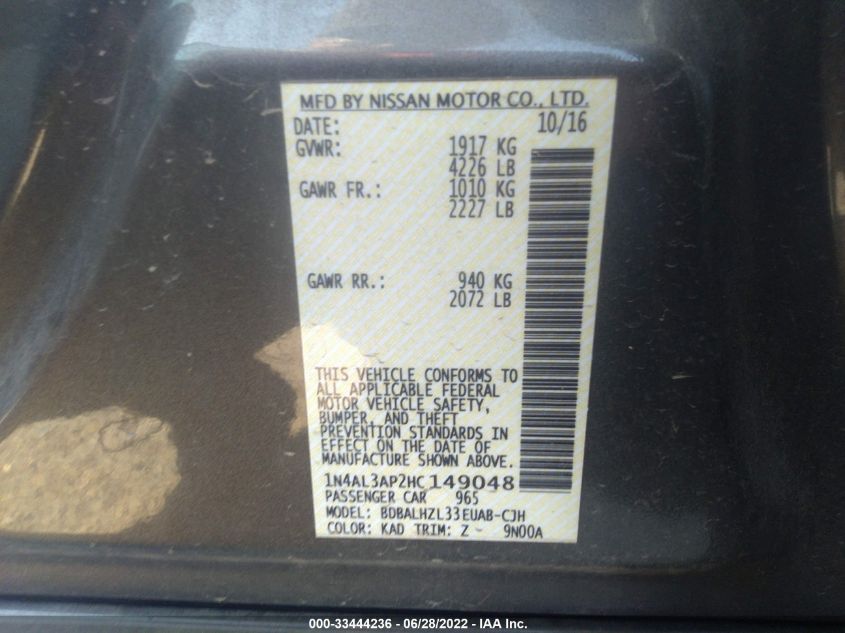 MFD BY NISSAN MOTOR CO., LTD.
DATE: 10/16
GVWR: 1917 KG
4226 LB
GAWR FR.: 1010 KG
2227 LB
GAWR RR.: 940 KG
2072 LB
THIS VEHICLE CONFORMS TO
ALL APPLICABLE FEDERAL
MOTOR VEHICLE SAFETY,
BUMPER, AND THEFT
PREVENTION STANDARDS IN
EFFECT ON THE DATE OF
MANUFACTURE SHOWN ABOVE.
1N4AL3AP2HC149048
PASSENGER CAR 965
MODEL: BDBALHZL33EUAB-CJH
COLOR: KAD TRIM: Z - 9N00A
000-33444236 - 06/28/2022 - IAA Inc.